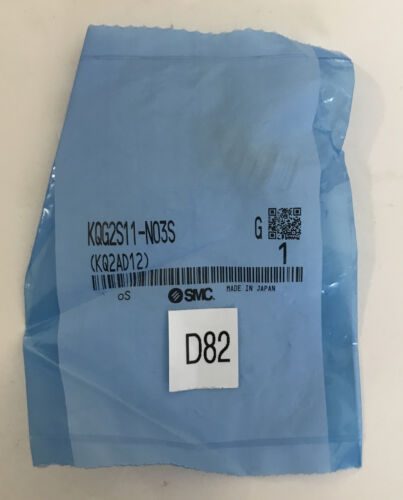 KQG2S11-N03S G
(KQ2AD12) 1
oS SMC. MADE IN JAPAN
D82